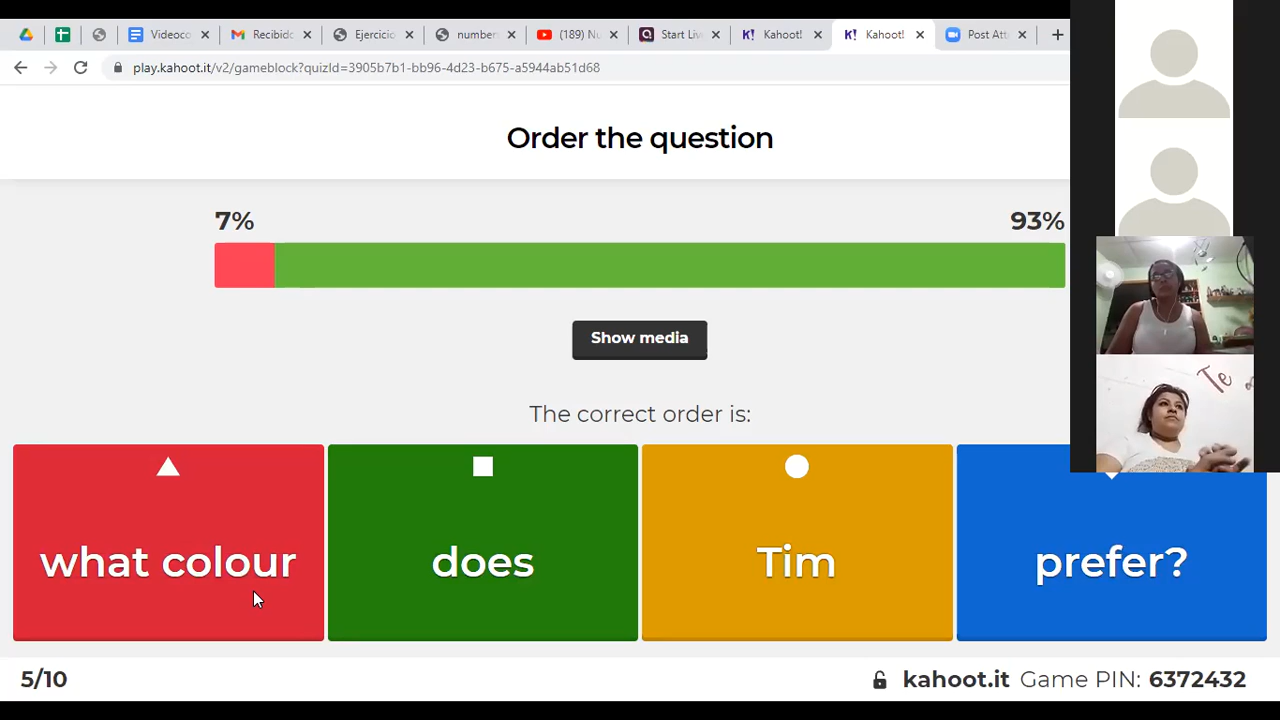 Videoco
Recibido
Ejercicio
number
(189) Nu
Start Liv
Kahoot!
Kahoot!
Post Att
play.kahoot.it/v2/gameblock?quizId=3905b7b1-bb96-4d23-b675-a5944ab51d68
Order the question
7%
93%
Show media
Te
The correct order is:
what colour
does
Tim
prefer?
5/10
kahoot.it Game PIN: 6372432